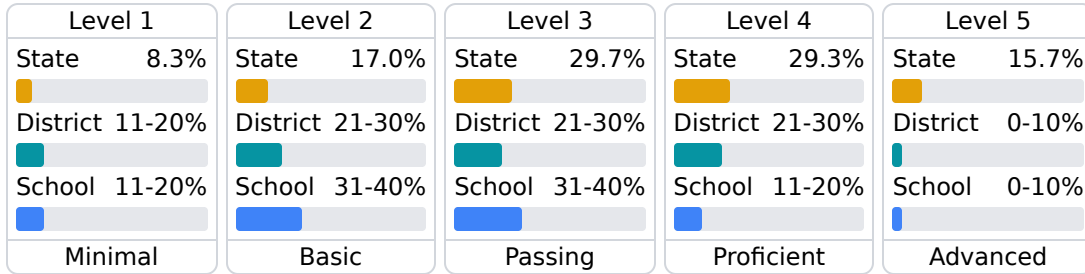 Level 1
State 8.3%
District 11-20%
School 11-20%
Minimal
Level 2
State 17.0%
District 21-30%
School 31-40%
Basic
Level 3
State 29.7%
District 21-30%
School 31-40%
Passing
Level 4
State 29.3%
District 21-30%
School 11-20%
Proficient
Level 5
State 15.7%
District 0-10%
School 0-10%
Advanced